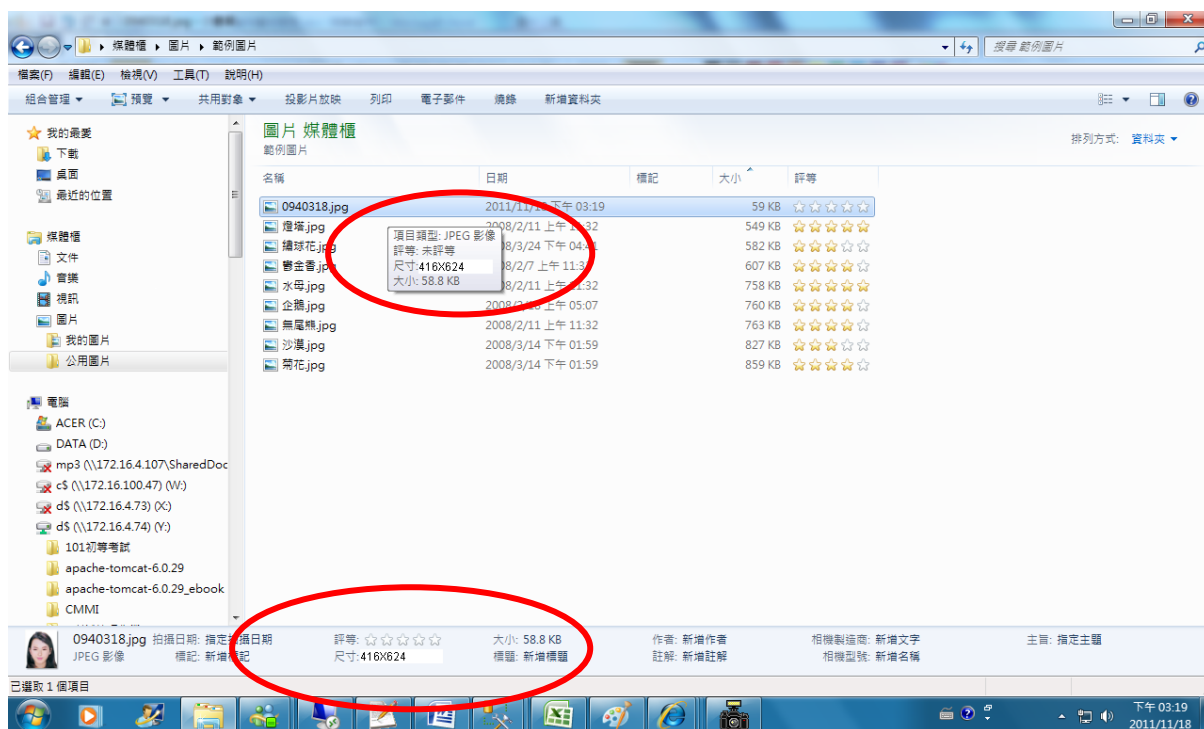 媒體櫃 圖片 範例圖片
搜尋 範例圖片
檔案(F) 編輯(E) 檢視(V) 工具(T) 說明(H)
組合管理 預覽 共用對象 投影片放映 列印 電子郵件 燒錄 新增資料夾
圖片 媒體櫃
範例圖片
排列方式: 資料夾
名稱 日期 標記 大小 評等
0940318.jpg 2011/11/18 下午 03:19 59 KB
燈塔.jpg 2008/2/11 上午 11:32 549 KB
繡球花.jpg 2008/3/24 下午 04:41 582 KB
鬱金香.jpg 2008/2/7 上午 11:3 607 KB
水母.jpg 2008/2/11 上午 11:32 758 KB
企鵝.jpg 上午 05:07 760 KB
無尾熊.jpg 2008/2/11 上午 11:32 763 KB
沙漠.jpg 2008/3/14 下午 01:59 827 KB
菊花.jpg 2008/3/14 下午 01:59 859 KB
項目類型: JPEG 影像
評等: 未評等
尺寸:416X624
大小: 58.8 KB
我的最愛
下載
桌面
最近的位置
媒體櫃
文件
音樂
視訊
圖片
我的圖片
公用圖片
電腦
ACER (C:)
DATA (D:)
mp3 (\\172.16.4.107\SharedDoc
c$ (\\172.16.100.47) (W:)
d$ (\\172.16.4.73) (X:)
d$ (\\172.16.4.74) (Y:)
101初等考試
apache-tomcat-6.0.29
apache-tomcat-6.0.29_ebook
CMMI
0940318.jpg 拍攝日期: 指定拍攝日期 評等: 大小: 58.8 KB 作者: 新增作者 相機製造商: 新增文字 主旨: 指定主題
JPEG 影像 標記: 新增標記 尺寸:416X624 標題: 新增標題 註解: 新增註解 相機型號: 新增名稱
已選取 1 個項目
下午 03:19
2011/11/18